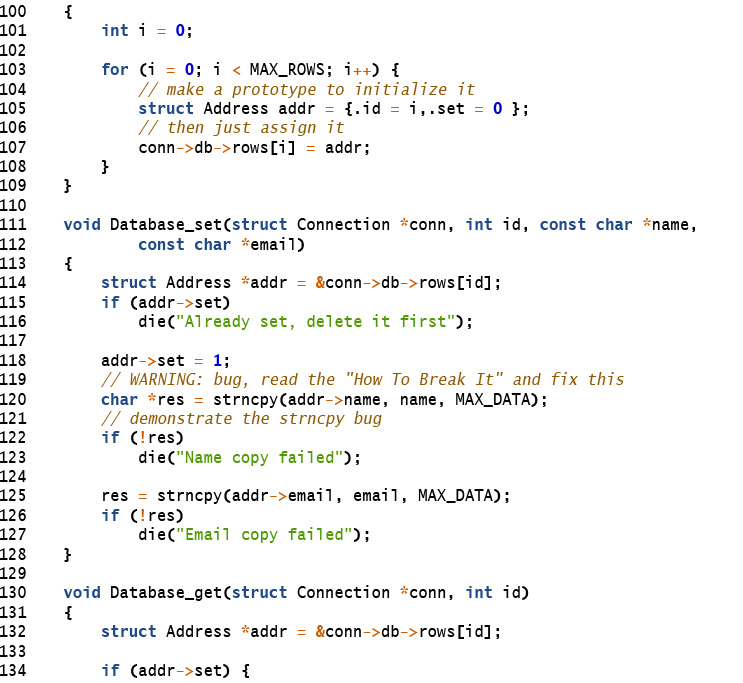 100    {
101        int i = 0;
102
103        for (i = 0; i < MAX_ROWS; i++) {
104            // make a prototype to initialize it
105            struct Address addr = {.id = i,.set = 0 };
106            // then just assign it
107            conn->db->rows[i] = addr;
108        }
109    }
110
111    void Database_set(struct Connection *conn, int id, const char *name,
112            const char *email)
113    {
114        struct Address *addr = &conn->db->rows[id];
115        if (addr->set)
116            die("Already set, delete it first");
117
118        addr->set = 1;
119        // WARNING: bug, read the "How To Break It" and fix this
120        char *res = strncpy(addr->name, name, MAX_DATA);
121        // demonstrate the strncpy bug
122        if (!res)
123            die("Name copy failed");
124
125        res = strncpy(addr->email, email, MAX_DATA);
126        if (!res)
127            die("Email copy failed");
128    }
129
130    void Database_get(struct Connection *conn, int id)
131    {
132        struct Address *addr = &conn->db->rows[id];
133
134        if (addr->set) {